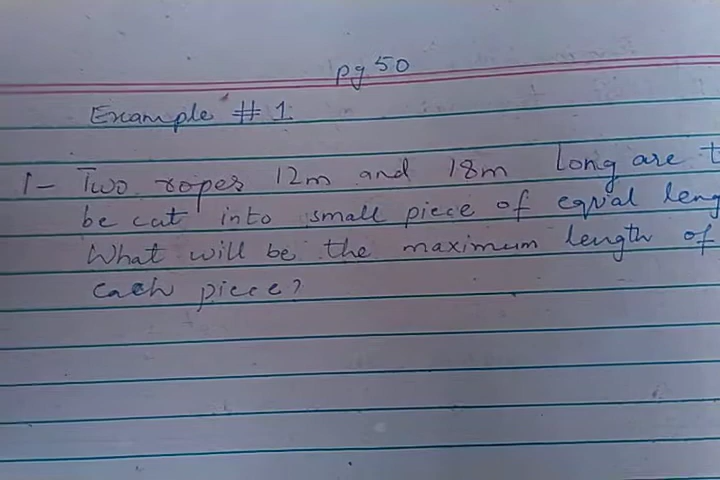 pg 50
Example # 1.
1- Two ropes 12m and 18m long are t
be cut into small piece of equal leng
What will be the maximum length of
each piece?